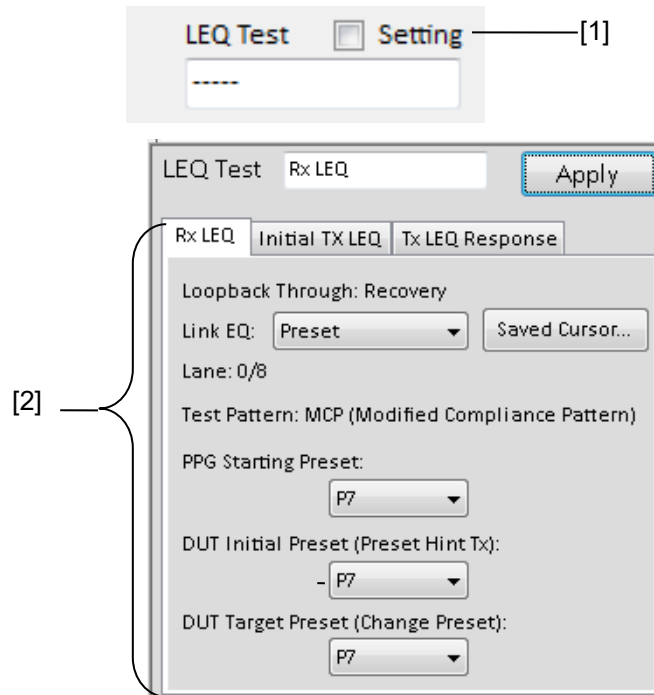 LEQ Test Setting [1]
-----
LEQ Test Rx LEQ Apply
Rx LEQ Initial TX LEQ Tx LEQ Response
Loopback Through: Recovery
Link EQ: Preset Saved Cursor...
Lane: 0/8
[2]
Test Pattern: MCP (Modified Compliance Pattern)
PPG Starting Preset:
P7
DUT Initial Preset (Preset Hint Tx):
- P7
DUT Target Preset (Change Preset):
P7